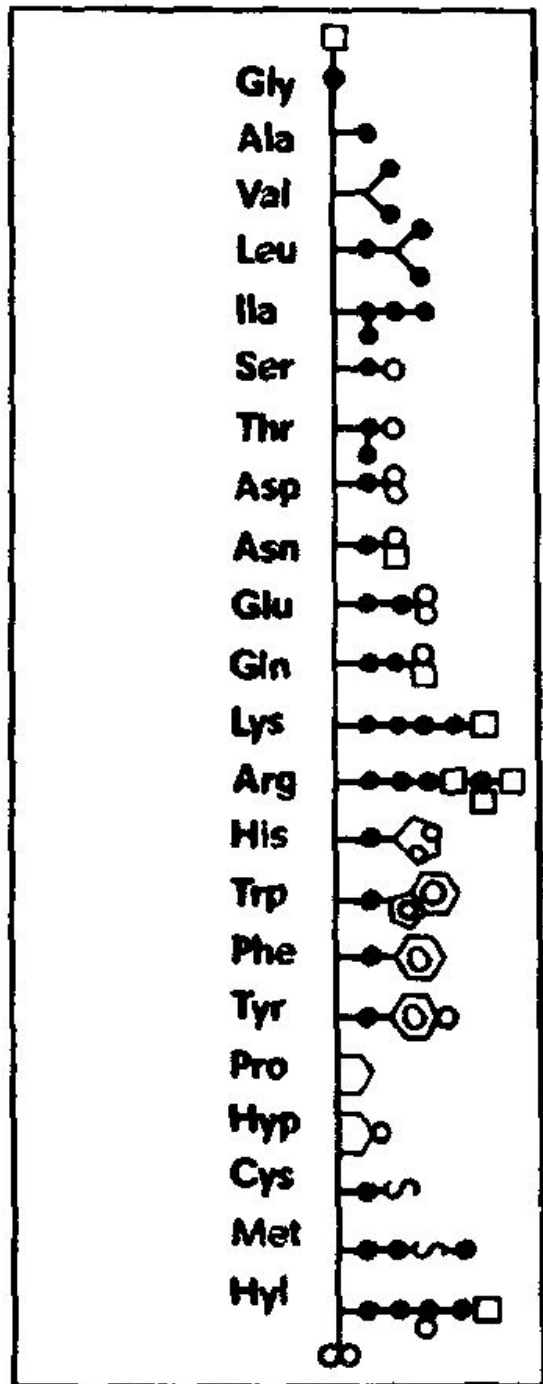 Gly
Ala
Val
Leu
Ila
Ser
Thr
Asp
Asn
Glu
Gln
Lys
Arg
His
Trp
Phe
Tyr
Pro
Hyp
Cys
Met
Hyl